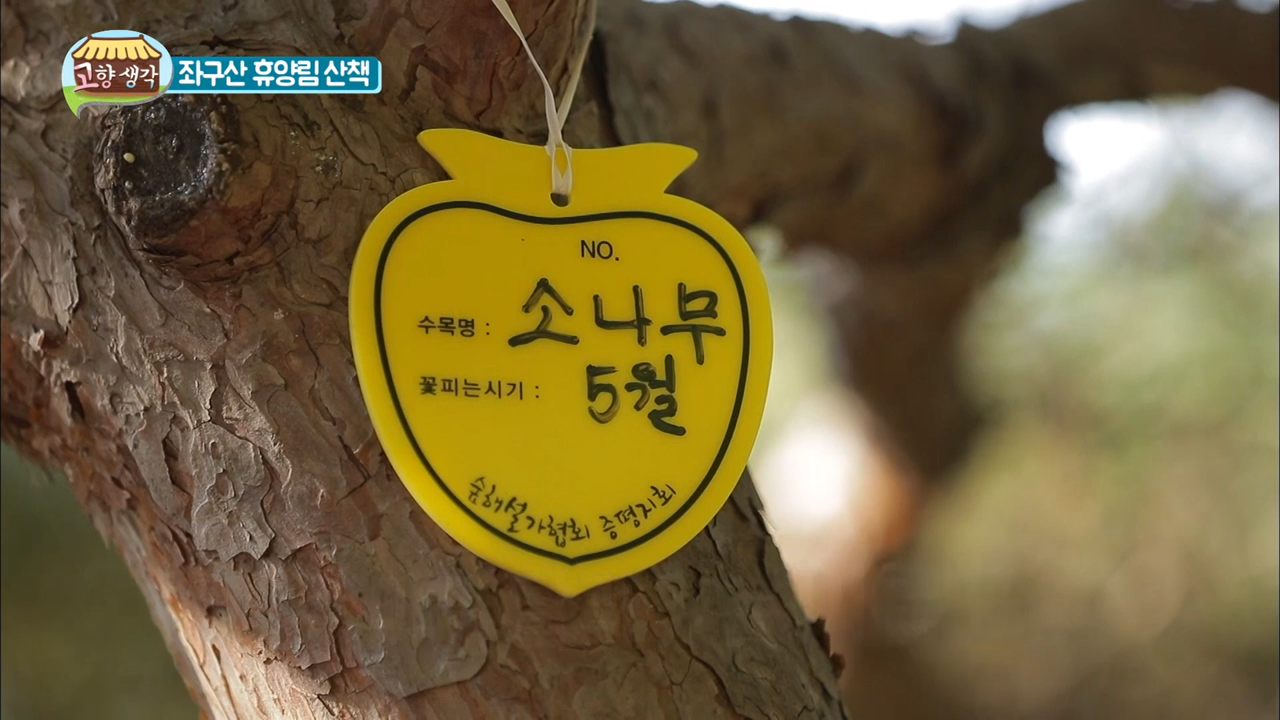 고향 생각
좌구산 휴양림 산책
NO.
수목명 : 소나무
꽃피는시기 : 5월
숲해설가협회 증평지회